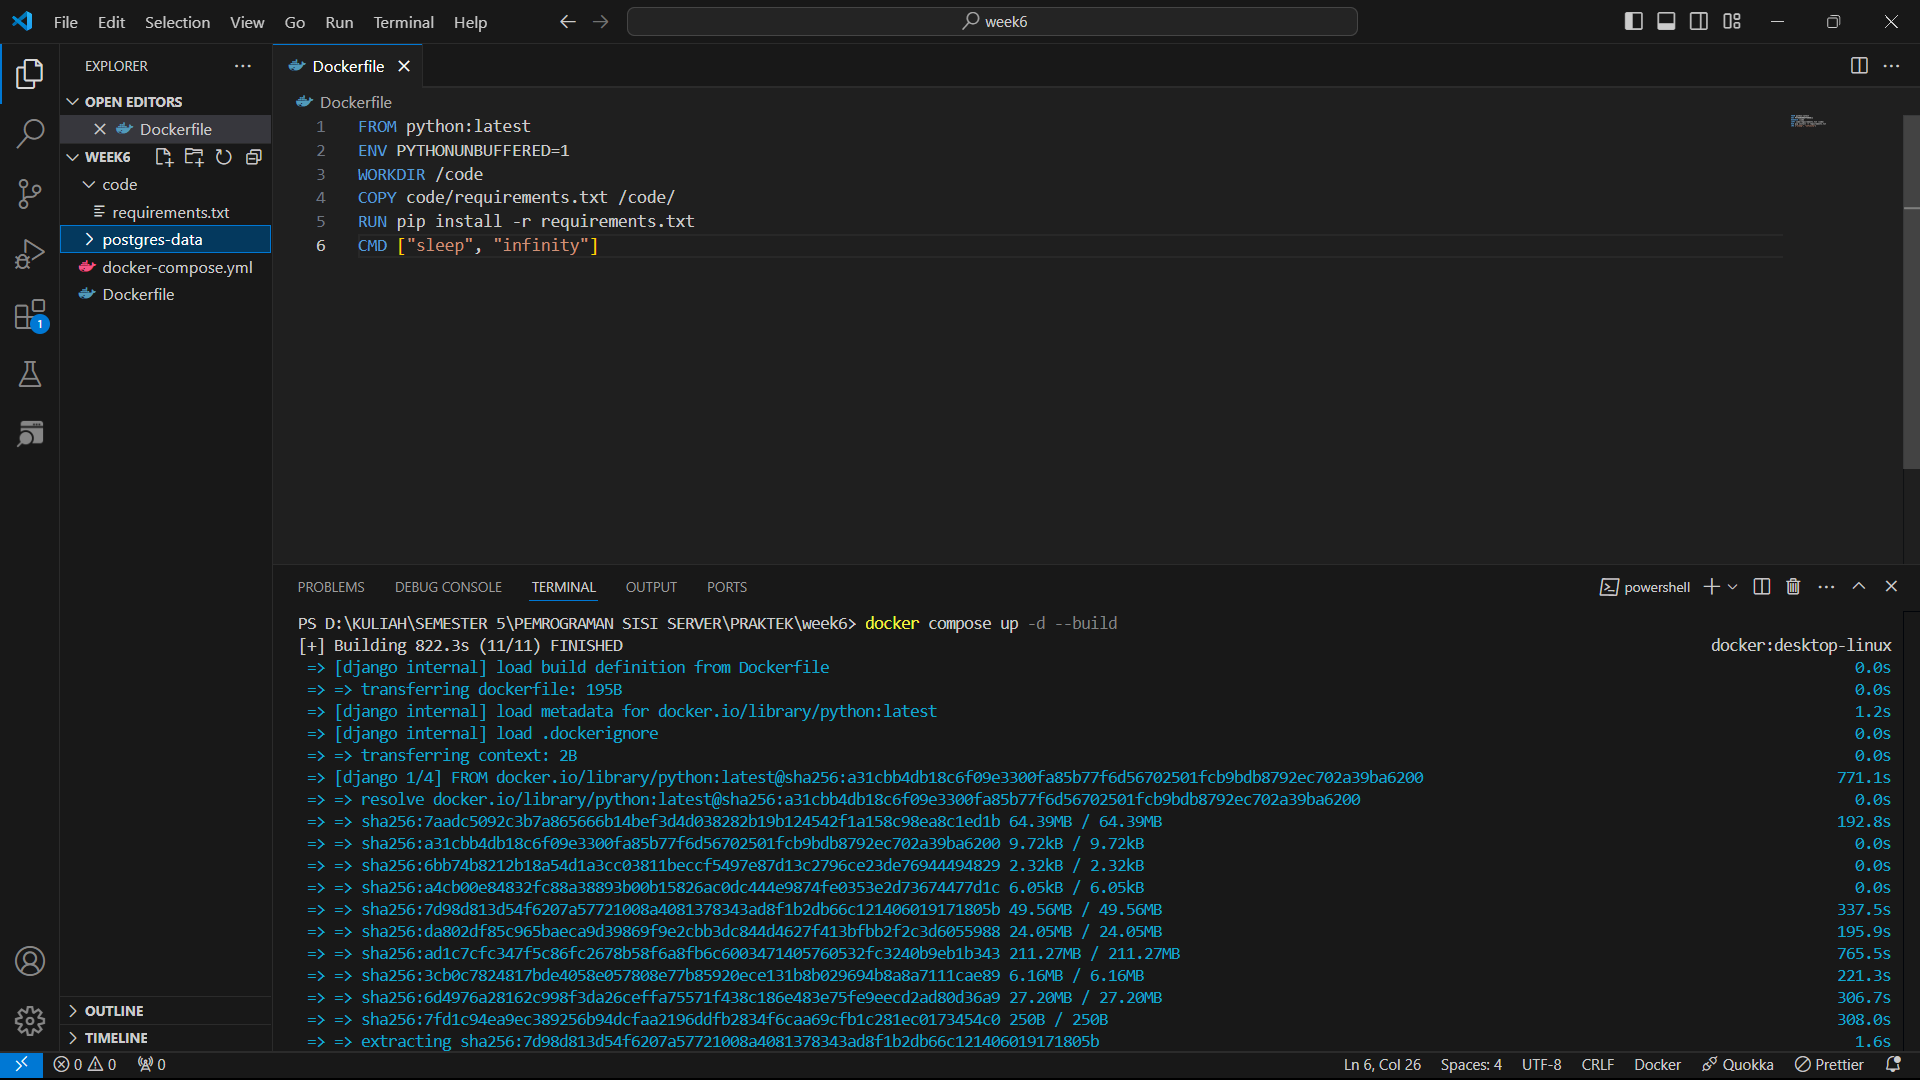 File Edit Selection View Go Run Terminal Help
week6
EXPLORER
OPEN EDITORS
Dockerfile
WEEK6
code
requirements.txt
postgres-data
docker-compose.yml
Dockerfile
OUTLINE
TIMELINE
1
Dockerfile
Dockerfile
1 FROM python:latest
2 ENV PYTHONUNBUFFERED=1
3 WORKDIR /code
4 COPY code/requirements.txt /code/
5 RUN pip install -r requirements.txt
6 CMD ["sleep", "infinity"]
PROBLEMS DEBUG CONSOLE TERMINAL OUTPUT PORTS
powershell
PS D:\KULIAH\SEMESTER 5\PEMROGRAMAN SISI SERVER\PRAKTEK\week6> docker compose up -d --build
[+] Building 822.3s (11/11) FINISHED docker:desktop-linux
=> [django internal] load build definition from Dockerfile 0.0s
=> => transferring dockerfile: 195B 0.0s
=> [django internal] load metadata for docker.io/library/python:latest 1.2s
=> [django internal] load .dockerignore 0.0s
=> => transferring context: 2B 0.0s
=> [django 1/4] FROM docker.io/library/python:latest@sha256:a31cbb4db18c6f09e3300fa85b77f6d56702501fcb9bdb8792ec702a39ba6200 771.1s
=> => resolve docker.io/library/python:latest@sha256:a31cbb4db18c6f09e3300fa85b77f6d56702501fcb9bdb8792ec702a39ba6200 0.0s
=> => sha256:7aadc5092c3b7a865666b14bef3d4d038282b19b124542f1a158c98ea8c1ed1b 64.39MB / 64.39MB 192.8s
=> => sha256:a31cbb4db18c6f09e3300fa85b77f6d56702501fcb9bdb8792ec702a39ba6200 9.72kB / 9.72kB 0.0s
=> => sha256:6bb74b8212b18a54d1a3cc03811beccf5497e87d13c2796ce23de76944494829 2.32kB / 2.32kB 0.0s
=> => sha256:a4cb00e84832fc88a38893b00b15826ac0dc444e9874fe0353e2d73674477d1c 6.05kB / 6.05kB 0.0s
=> => sha256:7d98d813d54f6207a57721008a4081378343ad8f1b2db66c121406019171805b 49.56MB / 49.56MB 337.5s
=> => sha256:da802df85c965baeca9d39869f9e2cbb3dc844d4627f413bfbb2f2c3d6055988 24.05MB / 24.05MB 195.9s
=> => sha256:ad1c7cfc347f5c86fc2678b58f6a8fb6c6003471405760532fc3240b9eb1b343 211.27MB / 211.27MB 765.5s
=> => sha256:3cb0c7824817bde4058e057808e77b85920ece131b8b029694b8a8a7111cae89 6.16MB / 6.16MB 221.3s
=> => sha256:6d4976a28162c998f3da26ceffa75571f438c186e483e75fe9eecd2ad80d36a9 27.20MB / 27.20MB 306.7s
=> => sha256:7fd1c94ea9ec389256b94dcfaa2196ddfb2834f6caa69cfb1c281ec0173454c0 250B / 250B 308.0s
=> => extracting sha256:7d98d813d54f6207a57721008a4081378343ad8f1b2db66c121406019171805b 1.6s
0 0 0 Ln 6, Col 26 Spaces: 4 UTF-8 CRLF Docker Quokka Prettier